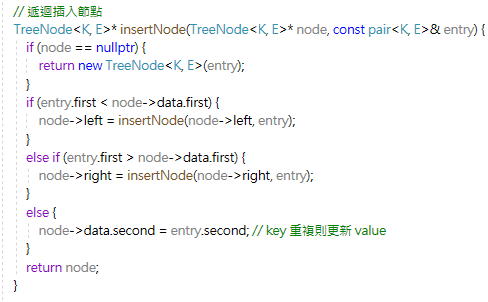 // 遞迴插入節點
TreeNode<K, E>* insertNode(TreeNode<K, E>* node, const pair<K, E>& entry) {
if (node == nullptr) {
return new TreeNode<K, E>(entry);
}
if (entry.first < node->data.first) {
node->left = insertNode(node->left, entry);
}
else if (entry.first > node->data.first) {
node->right = insertNode(node->right, entry);
}
else {
node->data.second = entry.second; // key 重複則更新 value
}
return node;
}